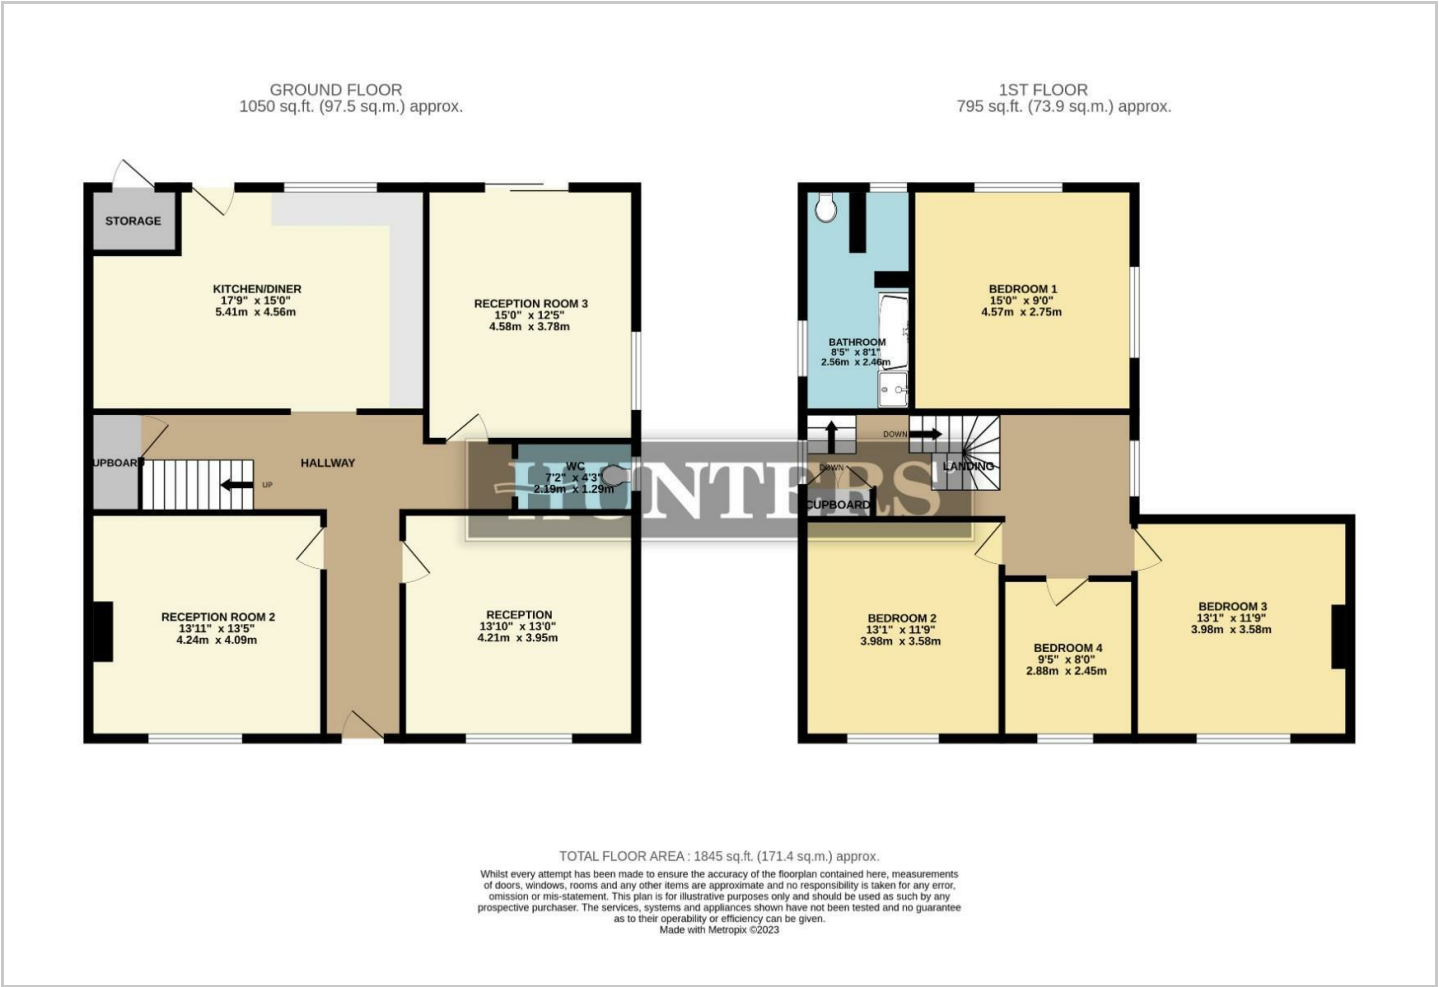 GROUND FLOOR
1050 sq.ft. (97.5 sq.m.) approx.
1ST FLOOR
795 sq.ft. (73.9 sq.m.) approx.
STORAGE
KITCHEN/DINER
17'9" x 15'0"
5.41m x 4.56m
RECEPTION ROOM 3
15'0" x 12'5"
4.58m x 3.78m
UPBOARD
HALLWAY
UP
WC
7'2" x 4'3"
2.19m x 1.29m
RECEPTION ROOM 2
13'11" x 13'5"
4.24m x 4.09m
RECEPTION
13'10" x 13'0"
4.21m x 3.95m
BEDROOM 1
15'0" x 9'0"
4.57m x 2.75m
BATHROOM
8'5" x 8'1"
2.56m x 2.46m
DOWN
DOWN
LANDING
CUPBOARD
HUNTERS
BEDROOM 2
13'1" x 11'9"
3.98m x 3.58m
BEDROOM 4
9'5" x 8'0"
2.88m x 2.45m
BEDROOM 3
13'1" x 11'9"
3.98m x 3.58m
TOTAL FLOOR AREA : 1845 sq.ft. (171.4 sq.m.) approx.
Whilst every attempt has been made to ensure the accuracy of the floorplan contained here, measurements
of doors, windows, rooms and any other items are approximate and no responsibility is taken for any error,
omission or mis-statement. This plan is for illustrative purposes only and should be used as such by any
prospective purchaser. The services, systems and appliances shown have not been tested and no guarantee
as to their operability or efficiency can be given.
Made with Metropix ©2023